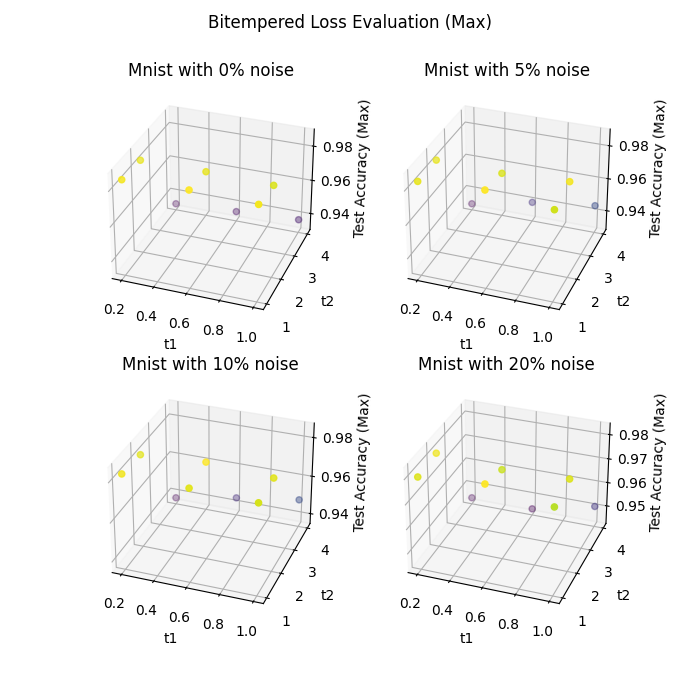 Bitempered Loss Evaluation (Max)
Mnist with 0% noise
0.98
0.96
0.94
Test Accuracy (Max)
4
3
2
1
t2
0.2
0.4
0.6
0.8
1.0
t1
Mnist with 5% noise
0.98
0.96
0.94
Test Accuracy (Max)
4
3
2
1
t2
0.2
0.4
0.6
0.8
1.0
t1
Mnist with 10% noise
0.98
0.96
0.94
Test Accuracy (Max)
4
3
2
1
t2
0.2
0.4
0.6
0.8
1.0
t1
Mnist with 20% noise
0.98
0.97
0.96
0.95
Test Accuracy (Max)
4
3
2
1
t2
0.2
0.4
0.6
0.8
1.0
t1